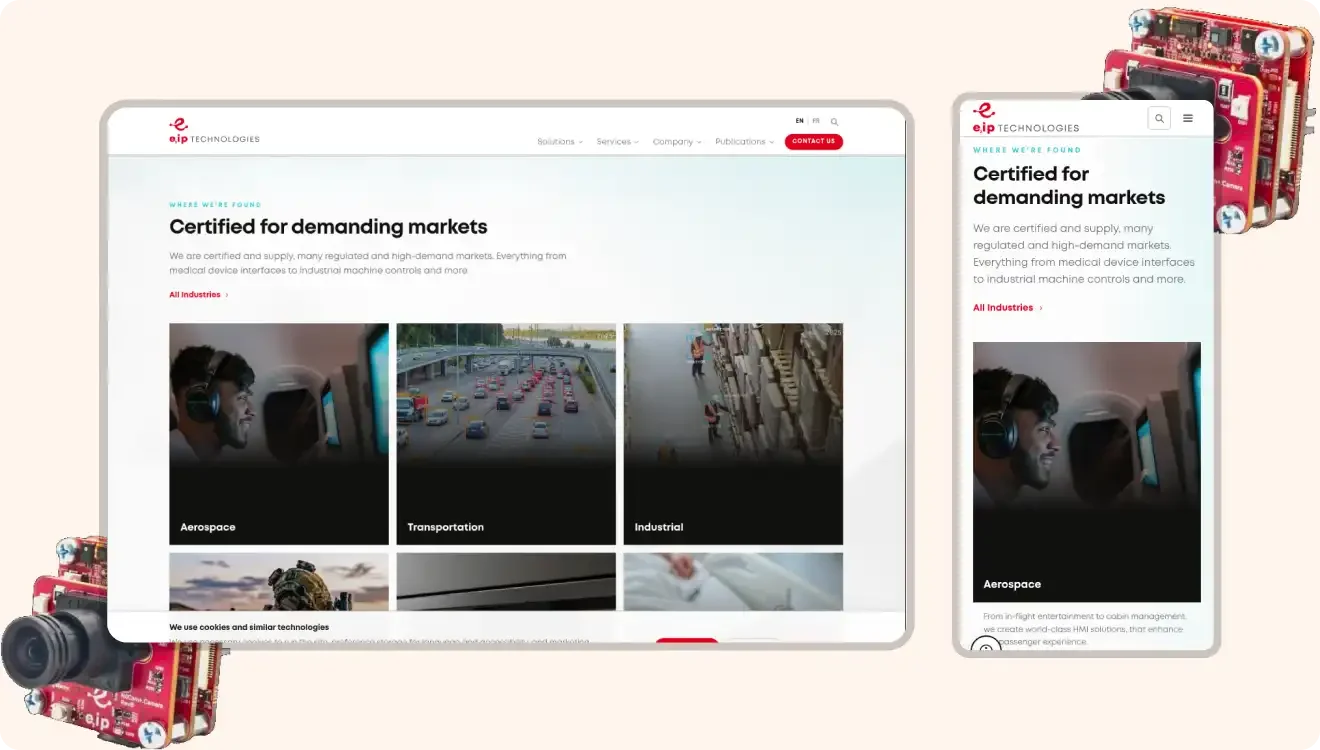 e,ip TECHNOLOGIES
EN | FR
Solutions
Services
Company
Publications
CONTACT US
WHERE WE'RE FOUND
Certified for demanding markets
We are certified and supply, many regulated and high-demand markets. Everything from
medical device interfaces to industrial machine controls and more.
All Industries ›
Aerospace
Transportation
Industrial
We use cookies and similar technologies
e,ip TECHNOLOGIES
WHERE WE'RE FOUND
Certified for
demanding markets
We are certified and supply, many
regulated and high-demand markets.
Everything from medical device interfaces
to industrial machine controls and more.
All Industries ›
Aerospace
From in-flight entertainment to cabin management,
we create world-class HMI solutions, that enhance
passenger experience.
Camera
e,ip